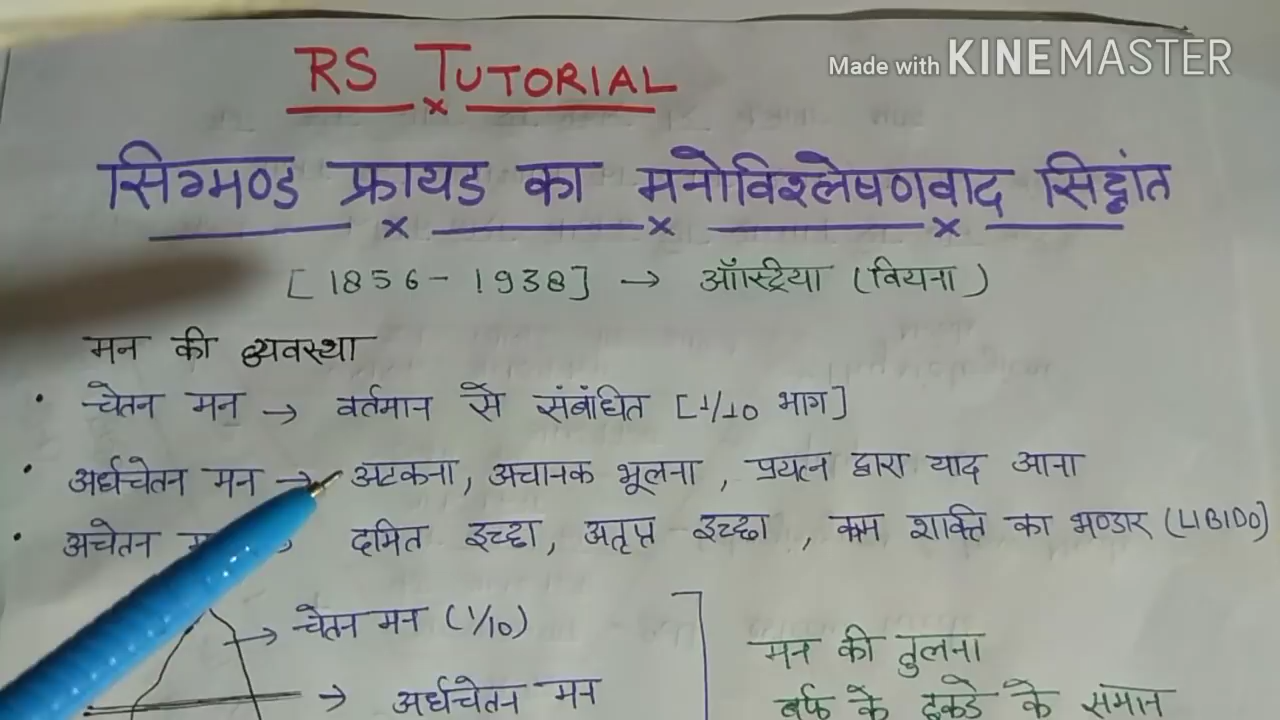 RS TUTORIAL
Made with KINEMASTER
सिग्मण्ड फ्रायड का मनोविश्लेषणवाद सिद्धांत
[1856 - 1938] → ऑस्ट्रिया (वियना)
मन की व्यवस्था
• चेतन मन → वर्तमान से संबंधित [1/10 भाग]
• अर्धचेतन मन → अटकना, अचानक भूलना, प्रयत्न द्वारा याद आना
• अचेतन दमित इच्छा, अतृप्त इच्छा, काम शक्ति का भण्डार (LIBIDO)
→ चेतन मन (1/10)
→ अर्धचेतन मन
मन की तुलना
बर्फ के टुकडे के समान